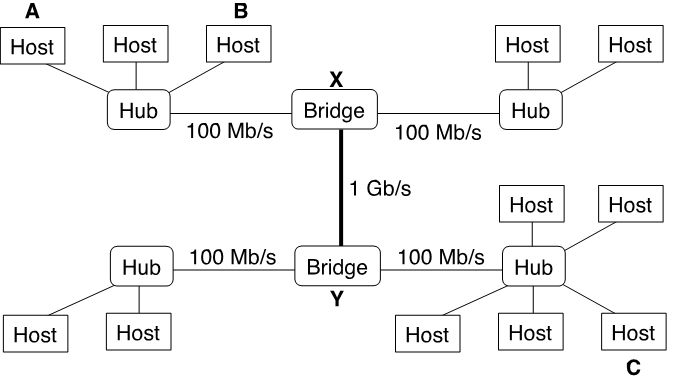 A B
Host Host Host Host Host
X
Hub Bridge Hub
100 Mb/s 100 Mb/s
1 Gb/s
Host Host
100 Mb/s 100 Mb/s
Hub Bridge Hub
Y
Host Host Host Host Host
C